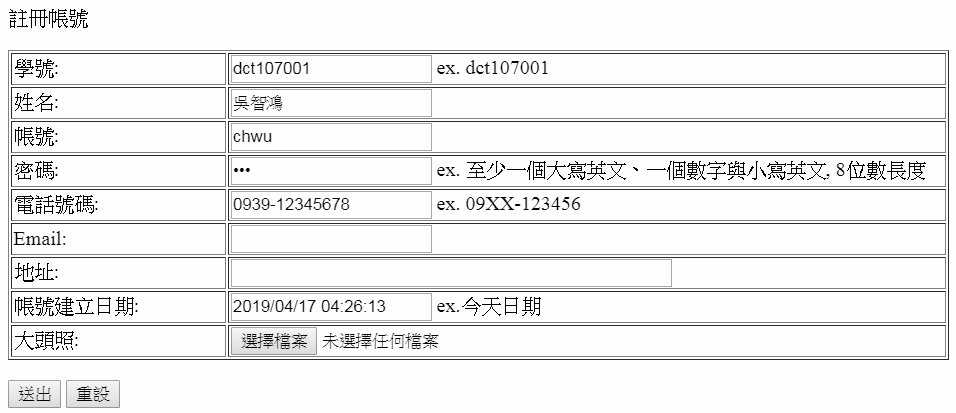 註冊帳號
學號: dct107001 ex. dct107001
姓名: 吳智鴻
帳號: chwu
密碼: ••• ex. 至少一個大寫英文、一個數字與小寫英文, 8位數長度
電話號碼: 0939-12345678 ex. 09XX-123456
Email:
地址:
帳號建立日期: 2019/04/17 04:26:13 ex.今天日期
大頭照: 選擇檔案 未選擇任何檔案
送出 重設